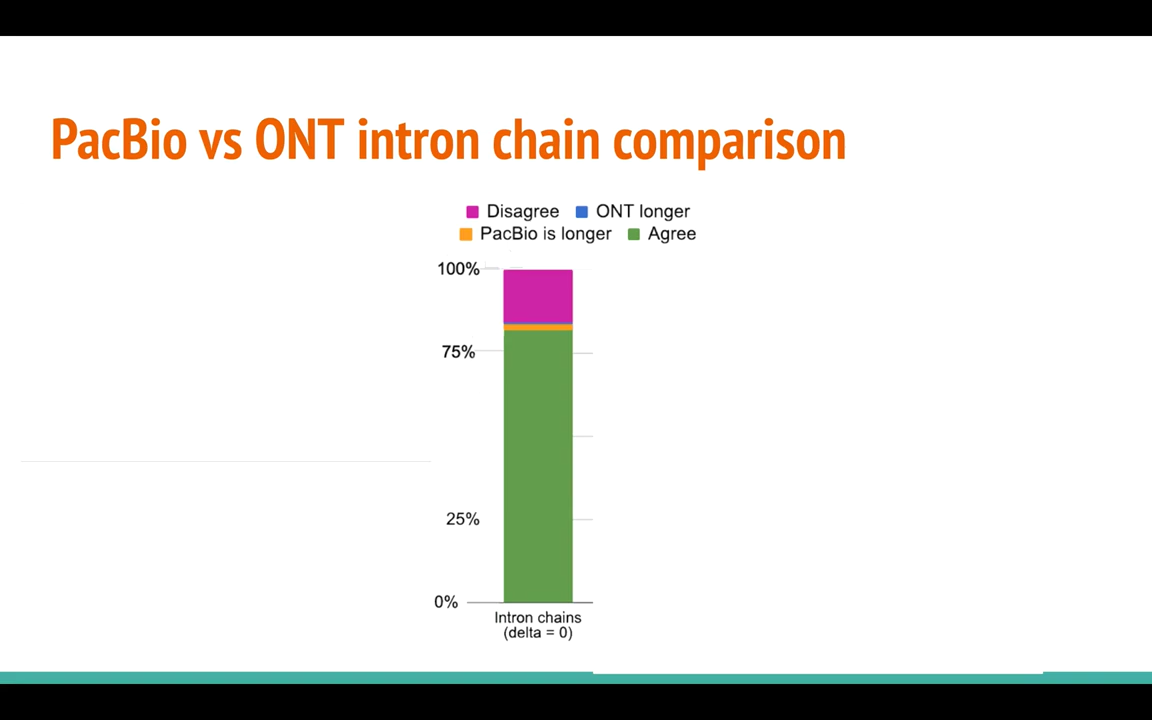 PacBio vs ONT intron chain comparison
Disagree ONT longer
PacBio is longer Agree
100%
75%
25%
0%
Intron chains
(delta = 0)